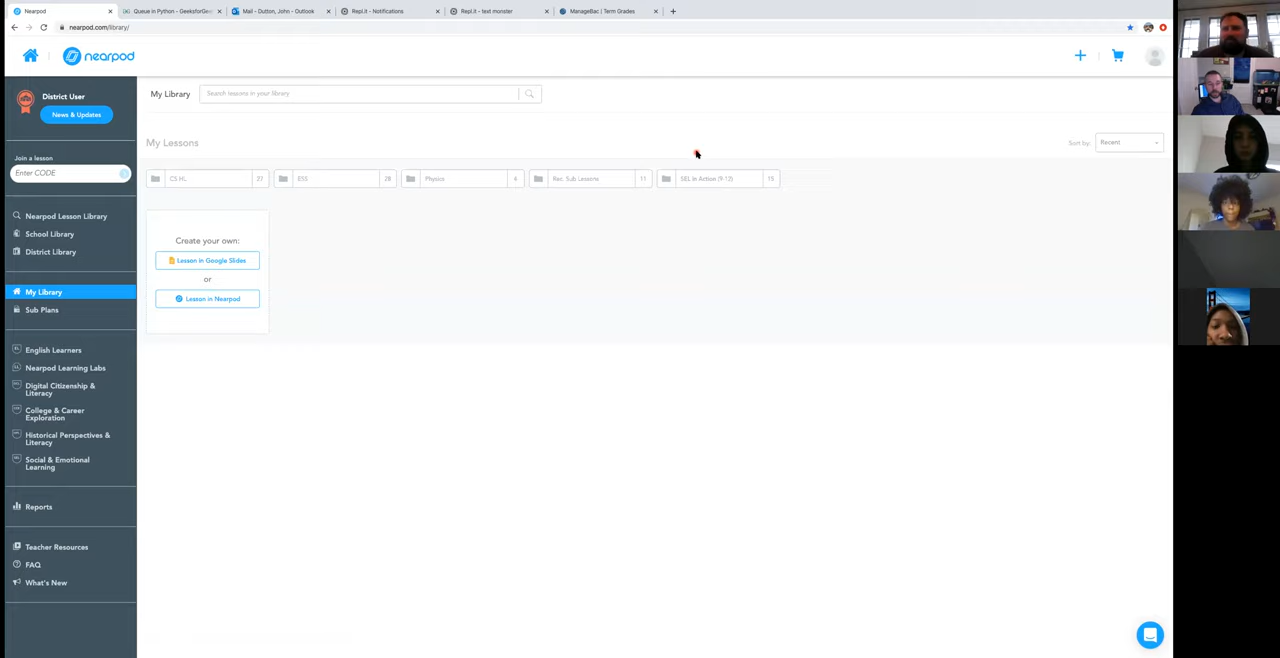 Nearpod
Queue in Python - GeeksforGe
Mail - Dutton, John - Outlook
Repl.it - Notifications
Repl.it - text monster
ManageBac | Term Grades
nearpod.com/library/
nearpod
District User
News & Updates
Join a lesson
Enter CODE
Nearpod Lesson Library
School Library
District Library
My Library
Sub Plans
English Learners
Nearpod Learning Labs
Digital Citizenship &
Literacy
College & Career
Exploration
Historical Perspectives &
Literacy
Social & Emotional
Learning
Reports
Teacher Resources
FAQ
What's New
My Library
Search lessons in your library
My Lessons
Sort by:
Recent
CS HL
ESS
28
Physics
Rec. Sub Lessons
11
SEL In Action (9-12)
15
Create your own:
Lesson in Google Slides
or
Lesson in Nearpod